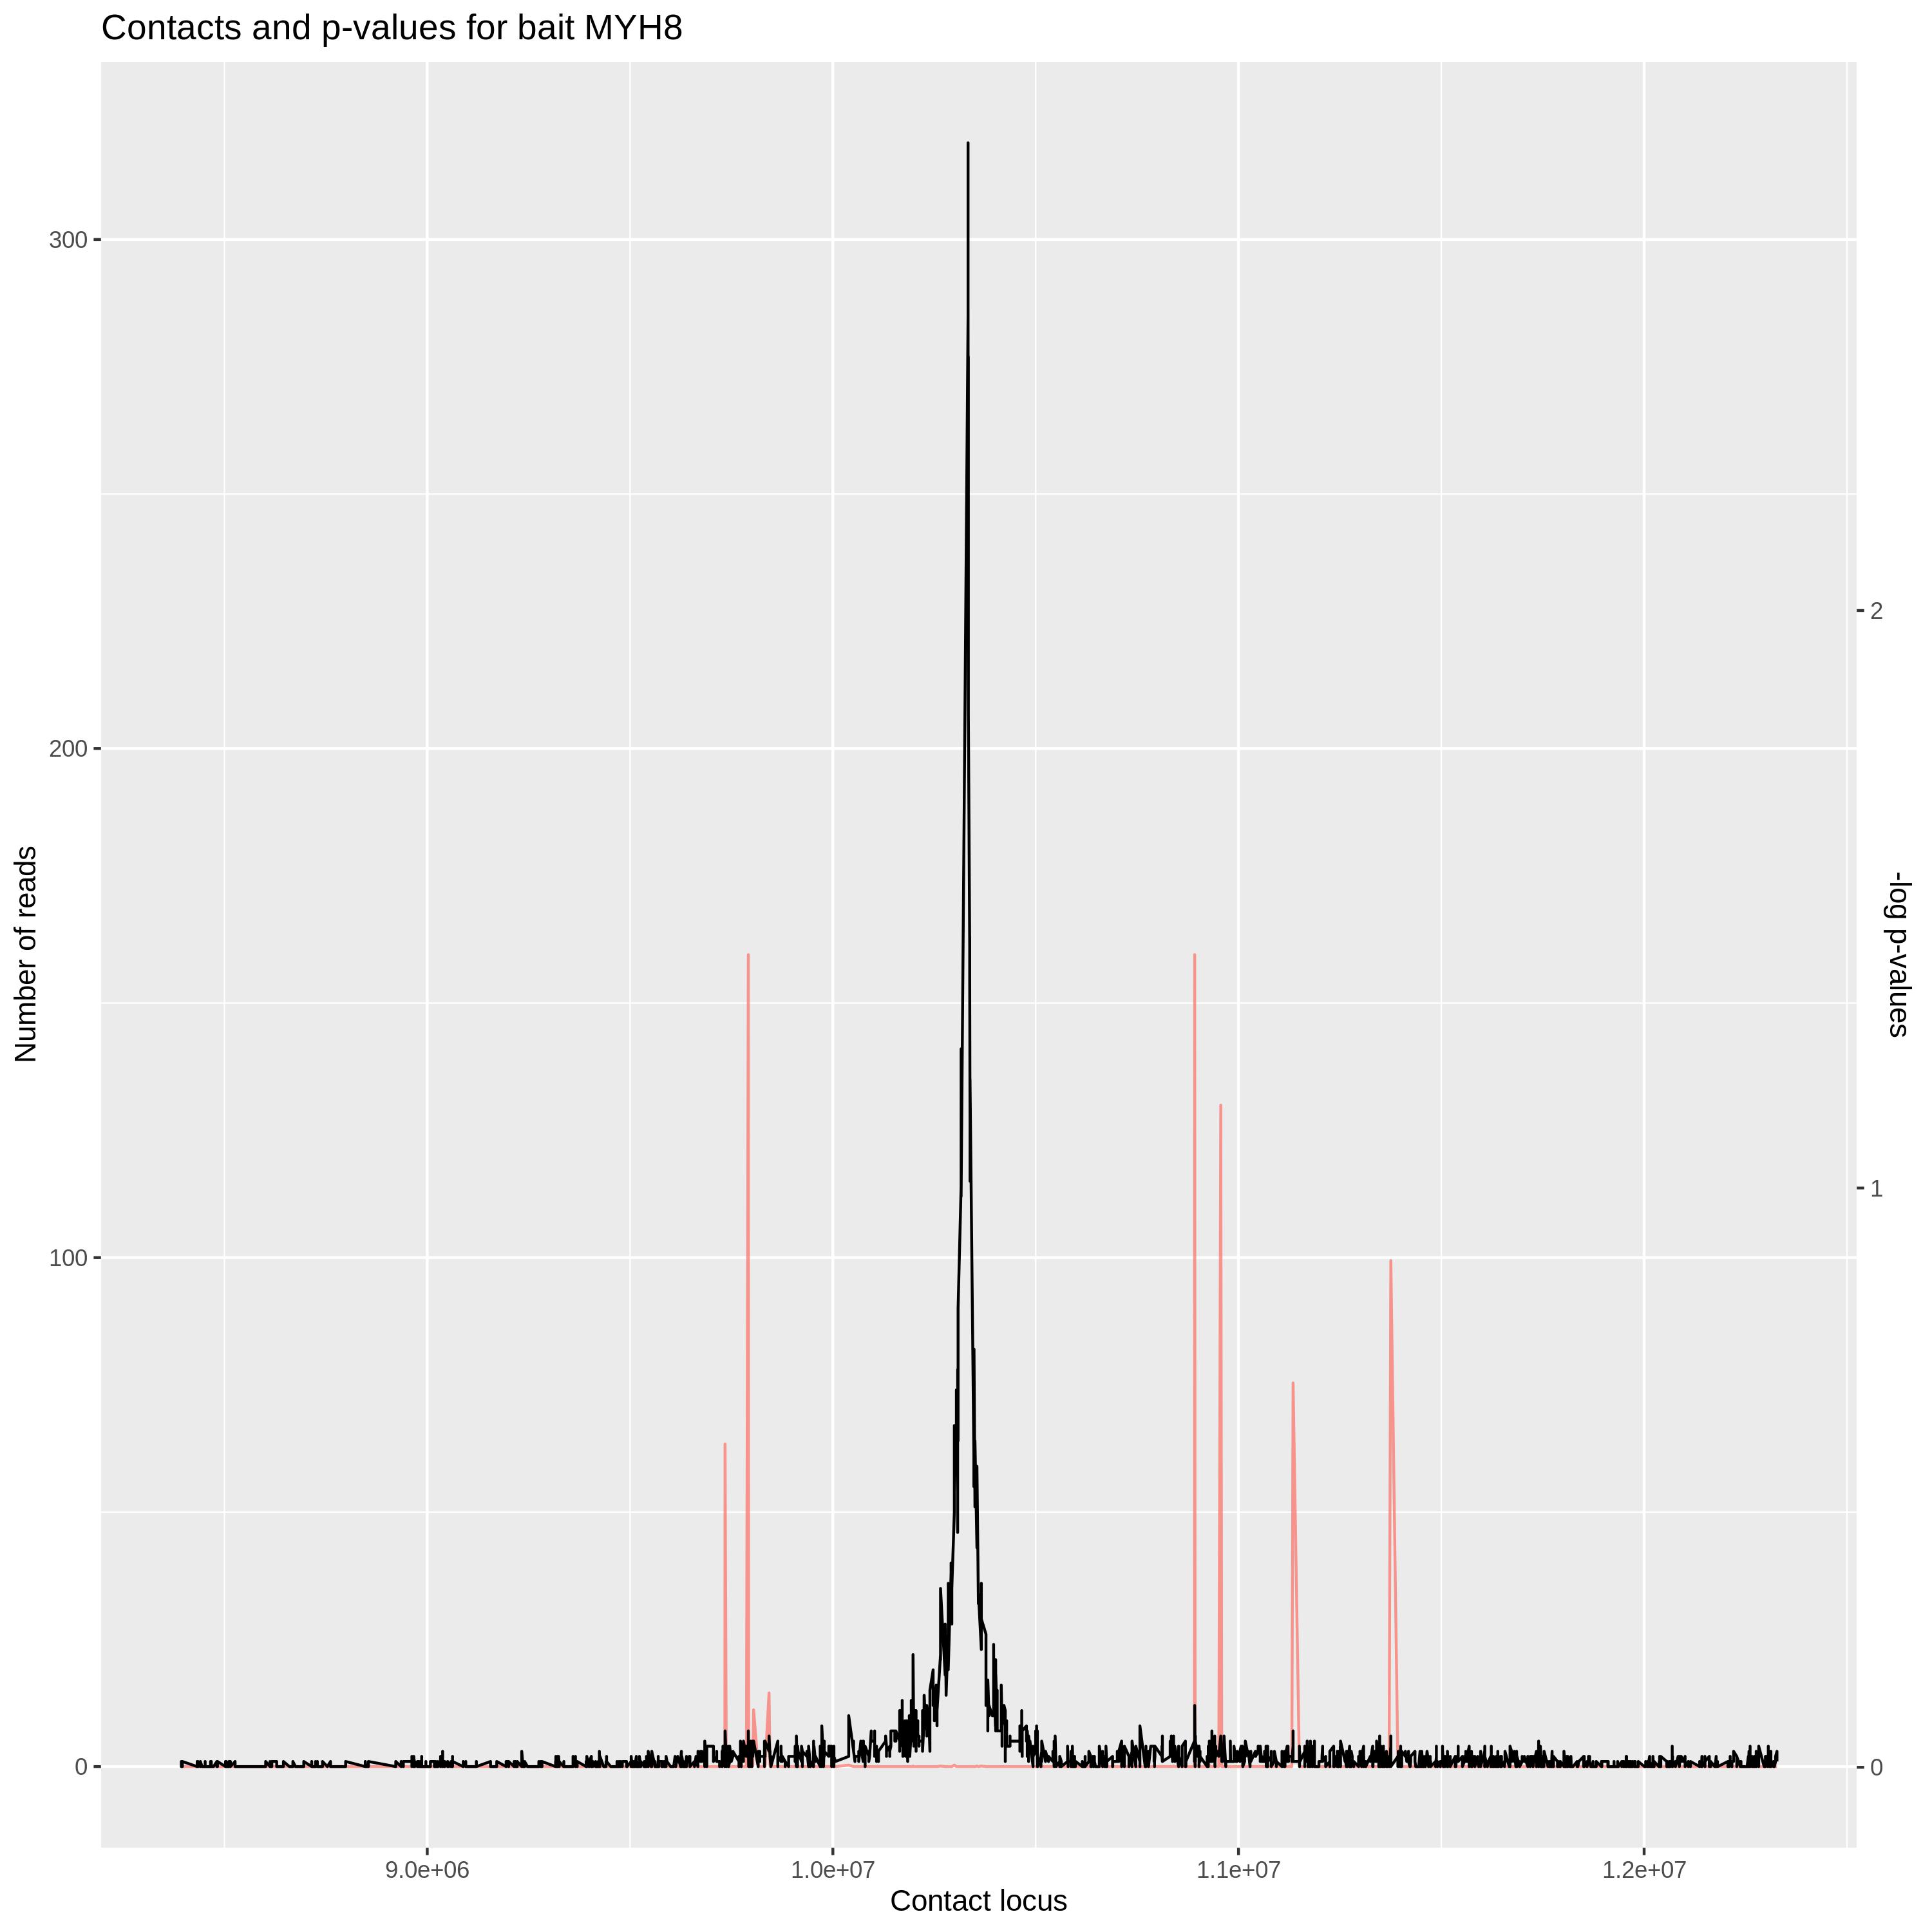 Contacts and p-values for bait MYH8
300
200
100
0
Number of reads
2
1
0
-log p-values
9.0e+06
1.0e+07
1.1e+07
1.2e+07
Contact locus